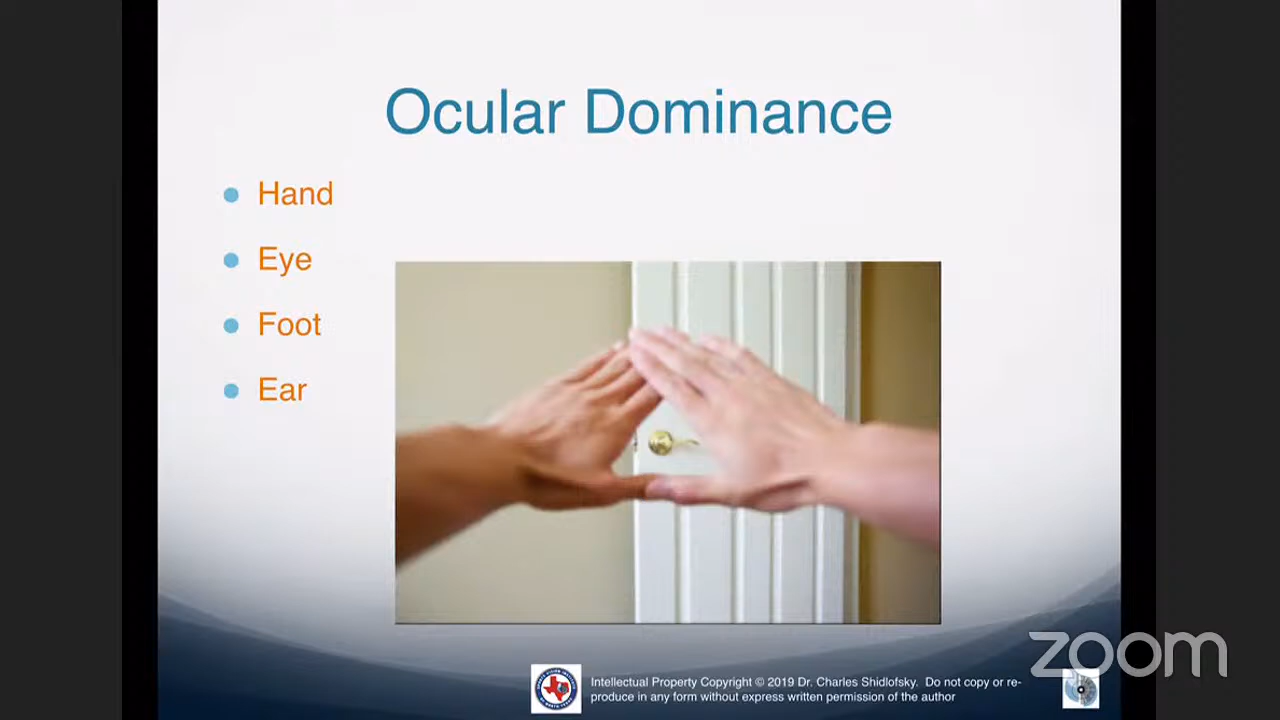 Ocular Dominance
Hand
Eye
Foot
Ear
zoom
Intellectual Property Copyright © 2019 Dr. Charles Shidlofsky.  Do not copy or re-
produce in any form without express written permission of the author